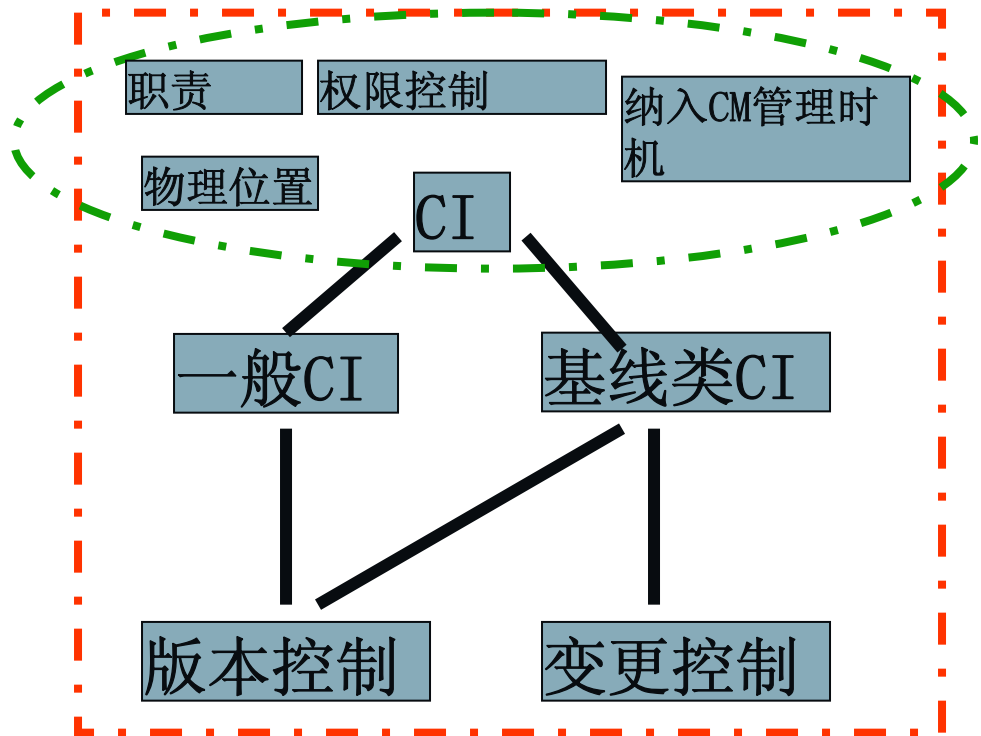 职责
权限控制
纳入CM管理时
机
物理位置
CI
一般CI
基线类CI
版本控制
变更控制